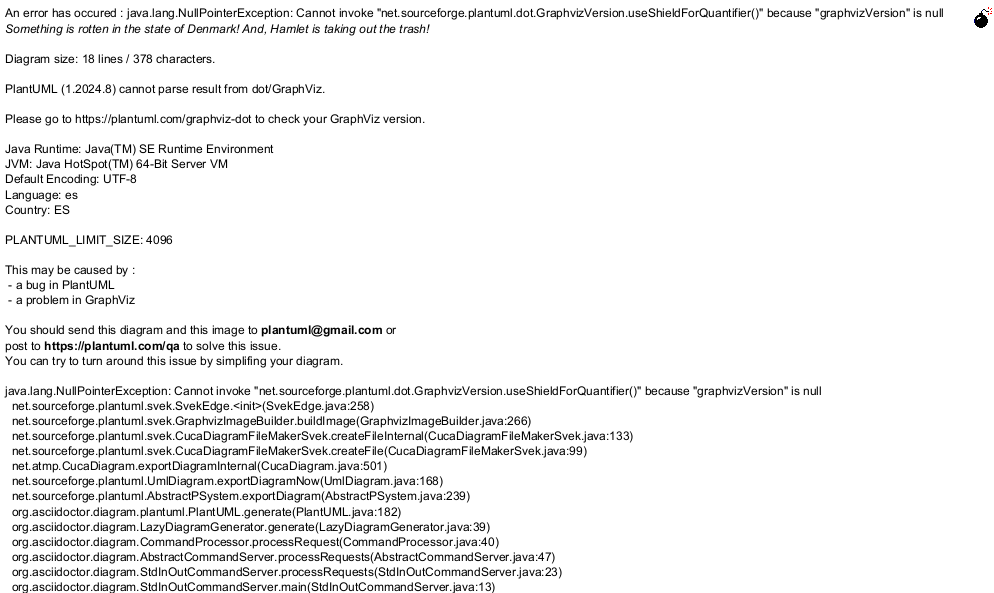 An error has occured : java.lang.NullPointerException: Cannot invoke "net.sourceforge.plantuml.dot.GraphvizVersion.useShieldForQuantifier()" because "graphvizVersion" is null
Something is rotten in the state of Denmark! And, Hamlet is taking out the trash!
Diagram size: 18 lines / 378 characters.
PlantUML (1.2024.8) cannot parse result from dot/GraphViz.
Please go to https://plantuml.com/graphviz-dot to check your GraphViz version.
Java Runtime: Java(TM) SE Runtime Environment
JVM: Java HotSpot(TM) 64-Bit Server VM
Default Encoding: UTF-8
Language: es
Country: ES
PLANTUML_LIMIT_SIZE: 4096
This may be caused by :
- a bug in PlantUML
- a problem in GraphViz
You should send this diagram and this image to plantuml@gmail.com or
post to https://plantuml.com/qa to solve this issue.
You can try to turn around this issue by simplifing your diagram.
java.lang.NullPointerException: Cannot invoke "net.sourceforge.plantuml.dot.GraphvizVersion.useShieldForQuantifier()" because "graphvizVersion" is null
net.sourceforge.plantuml.svek.SvekEdge.<init>(SvekEdge.java:258)
net.sourceforge.plantuml.svek.GraphvizImageBuilder.buildImage(GraphvizImageBuilder.java:266)
net.sourceforge.plantuml.svek.CucaDiagramFileMakerSvek.createFileInternal(CucaDiagramFileMakerSvek.java:133)
net.sourceforge.plantuml.svek.CucaDiagramFileMakerSvek.createFile(CucaDiagramFileMakerSvek.java:99)
net.atmp.CucaDiagram.exportDiagramInternal(CucaDiagram.java:501)
net.sourceforge.plantuml.UmlDiagram.exportDiagramNow(UmlDiagram.java:168)
net.sourceforge.plantuml.AbstractPSystem.exportDiagram(AbstractPSystem.java:239)
org.asciidoctor.diagram.plantuml.PlantUML.generate(PlantUML.java:182)
org.asciidoctor.diagram.LazyDiagramGenerator.generate(LazyDiagramGenerator.java:39)
org.asciidoctor.diagram.CommandProcessor.processRequest(CommandProcessor.java:40)
org.asciidoctor.diagram.AbstractCommandServer.processRequests(AbstractCommandServer.java:47)
org.asciidoctor.diagram.StdInOutCommandServer.processRequests(StdInOutCommandServer.java:23)
org.asciidoctor.diagram.StdInOutCommandServer.main(StdInOutCommandServer.java:13)